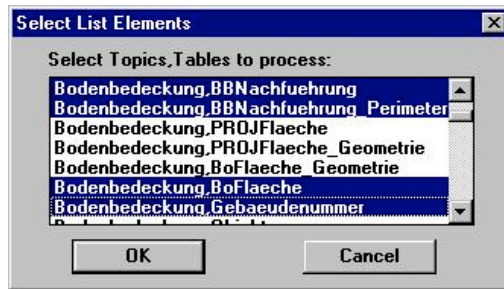 Select List Elements
Select Topics,Tables to process:
Bodenbedeckung,BBNachfuehrung
Bodenbedeckung,BBNachfuehrung_Perimeter
Bodenbedeckung,PROJFlaeche
Bodenbedeckung,PROJFlaeche_Geometrie
Bodenbedeckung,BoFlaeche_Geometrie
Bodenbedeckung,BoFlaeche
Bodenbedeckung,Gebaeudenummer
OK Cancel